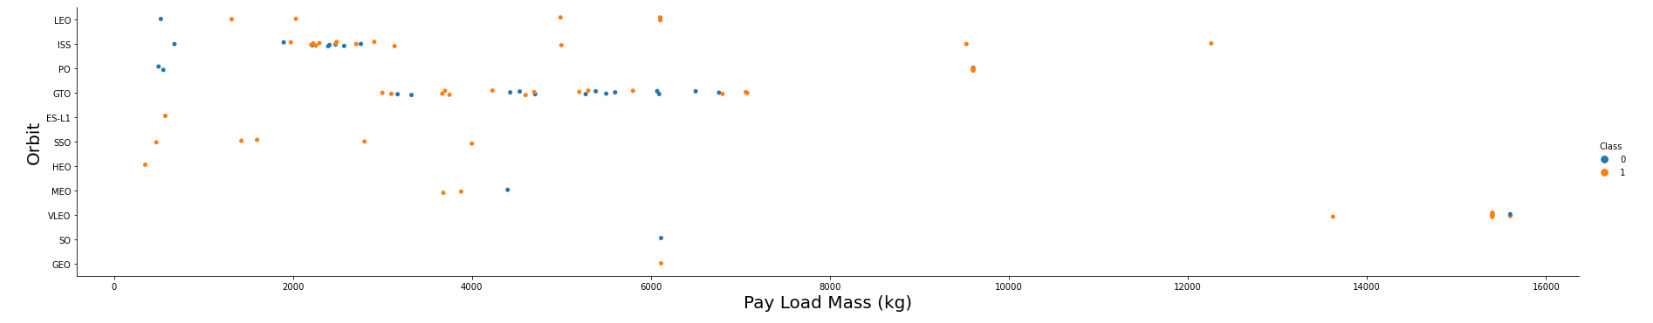 Orbit
LEO
ISS
PO
GTO
ES-L1
SSO
HEO
MEO
VLEO
SO
GEO
0 2000 4000 6000 8000 10000 12000 14000 16000
Pay Load Mass (kg)
Class
0
1